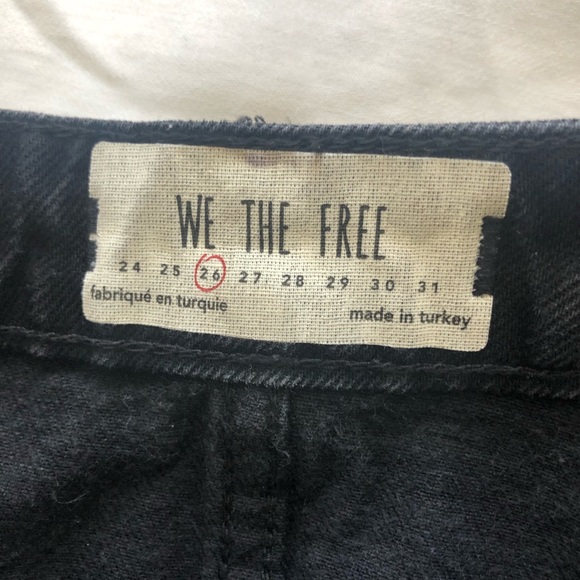 WE THE FREE
24 25 26 27 28 29 30 31
fabriqué en turquie
made in turkey